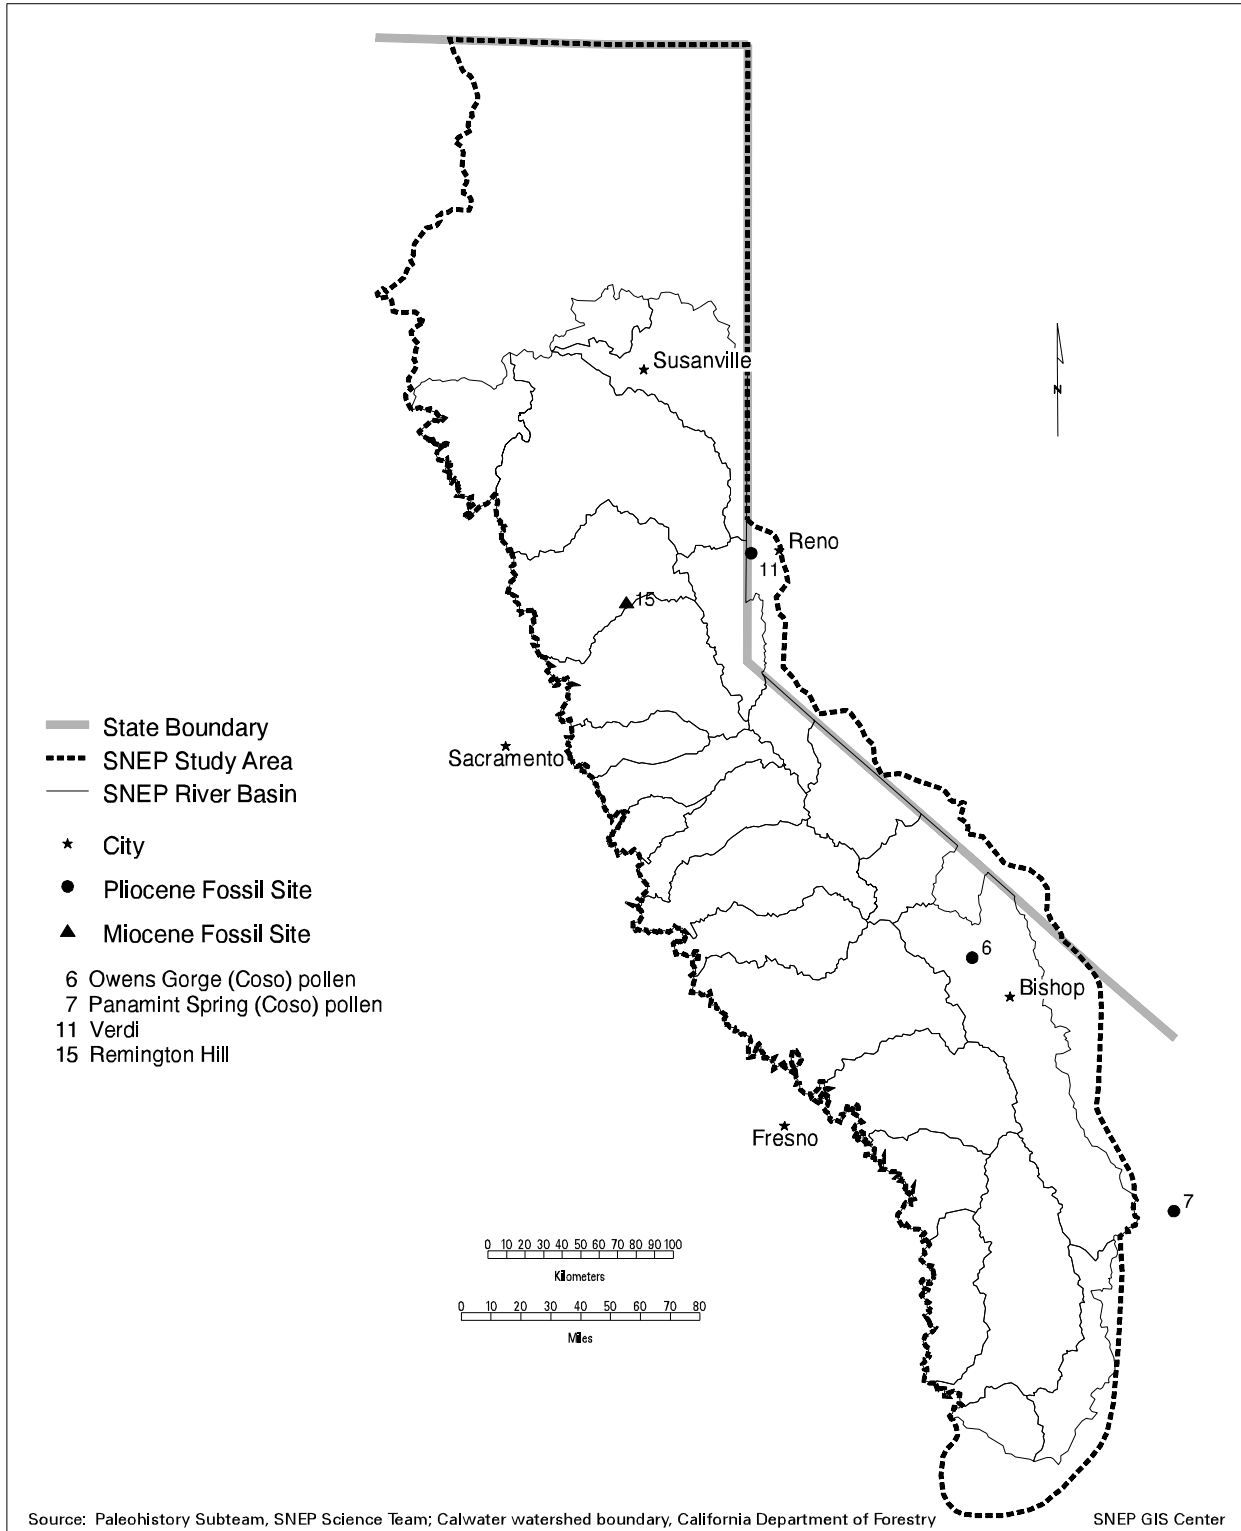 Susanville
N
Reno
11
15
State Boundary
SNEP Study Area
SNEP River Basin
Sacramento
City
Pliocene Fossil Site
Miocene Fossil Site
6
6 Owens Gorge (Coso) pollen
7 Panamint Spring (Coso) pollen
11 Verdi
15 Remington Hill
Bishop
Fresno
7
0 10 20 30 40 50 60 70 80 90 100
Kilometers
0 10 20 30 40 50 60 70 80
Miles
Source: Paleohistory Subteam, SNEP Science Team; Calwater watershed boundary, California Department of Forestry
SNEP GIS Center